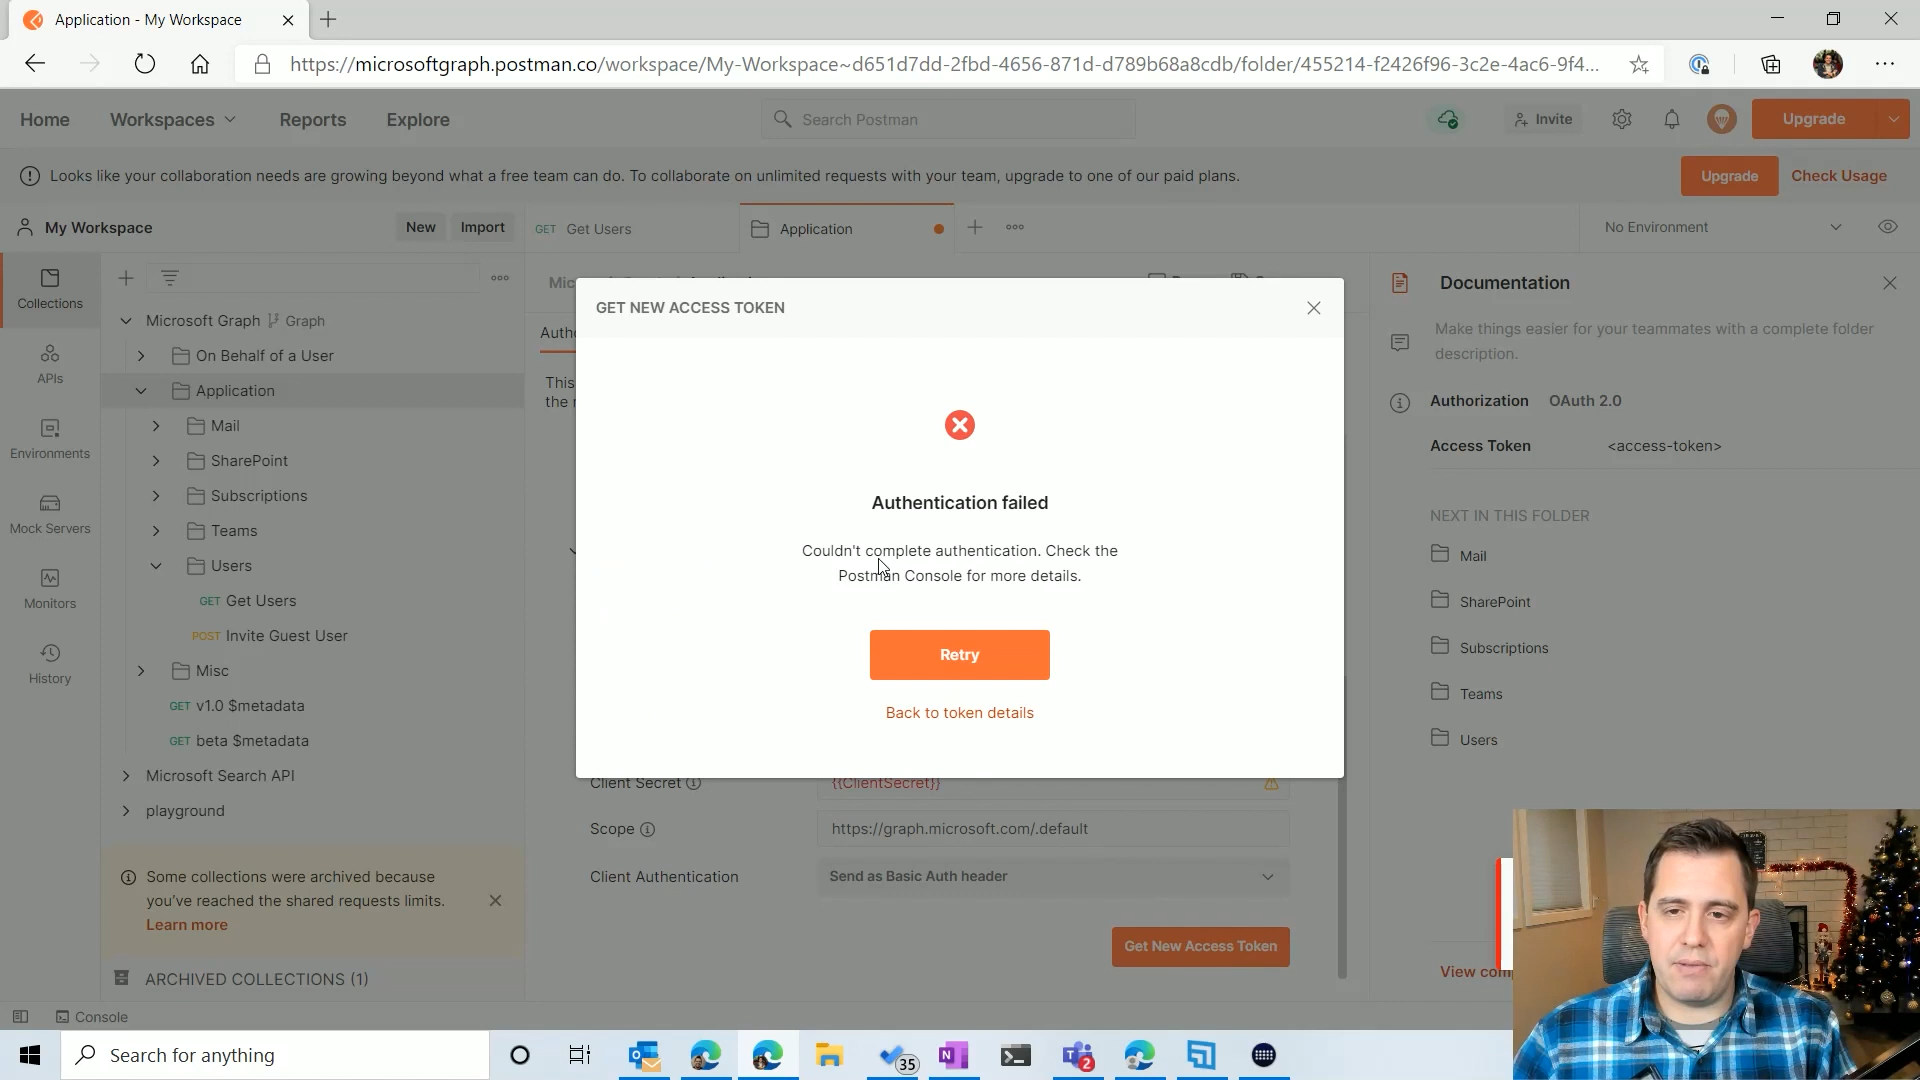 Application - My Workspace
https://microsoftgraph.postman.co/workspace/My-Workspace~d651d7dd-2fbd-4656-871d-d789b68a8cdb/folder/455214-f2426f96-3c2e-4ac6-9f4...
Home Workspaces Reports Explore Search Postman Invite Upgrade
Looks like your collaboration needs are growing beyond what a free team can do. To collaborate on unlimited requests with your team, upgrade to one of our paid plans. Upgrade Check Usage
My Workspace New Import GET Get Users Application No Environment
Collections
APIs
Environments
Mock Servers
Monitors
History
Microsoft Graph Graph
On Behalf of a User
Application
Mail
SharePoint
Subscriptions
Teams
Users
GET Get Users
POST Invite Guest User
Misc
GET v1.0 $metadata
GET beta $metadata
Microsoft Search API
playground
Some collections were archived because
you've reached the shared requests limits.
Learn more
ARCHIVED COLLECTIONS (1)
Authe
This
the
GET NEW ACCESS TOKEN
Authentication failed
Couldn't complete authentication. Check the
Postman Console for more details.
Retry
Back to token details
Client Secret {{ClientSecret}}
Scope https://graph.microsoft.com/.default
Client Authentication Send as Basic Auth header
Get New Access Token
Documentation
Make things easier for your teammates with a complete folder
description.
Authorization OAuth 2.0
Access Token <access-token>
NEXT IN THIS FOLDER
Mail
SharePoint
Subscriptions
Teams
Users
View com
Console
Search for anything
35
2